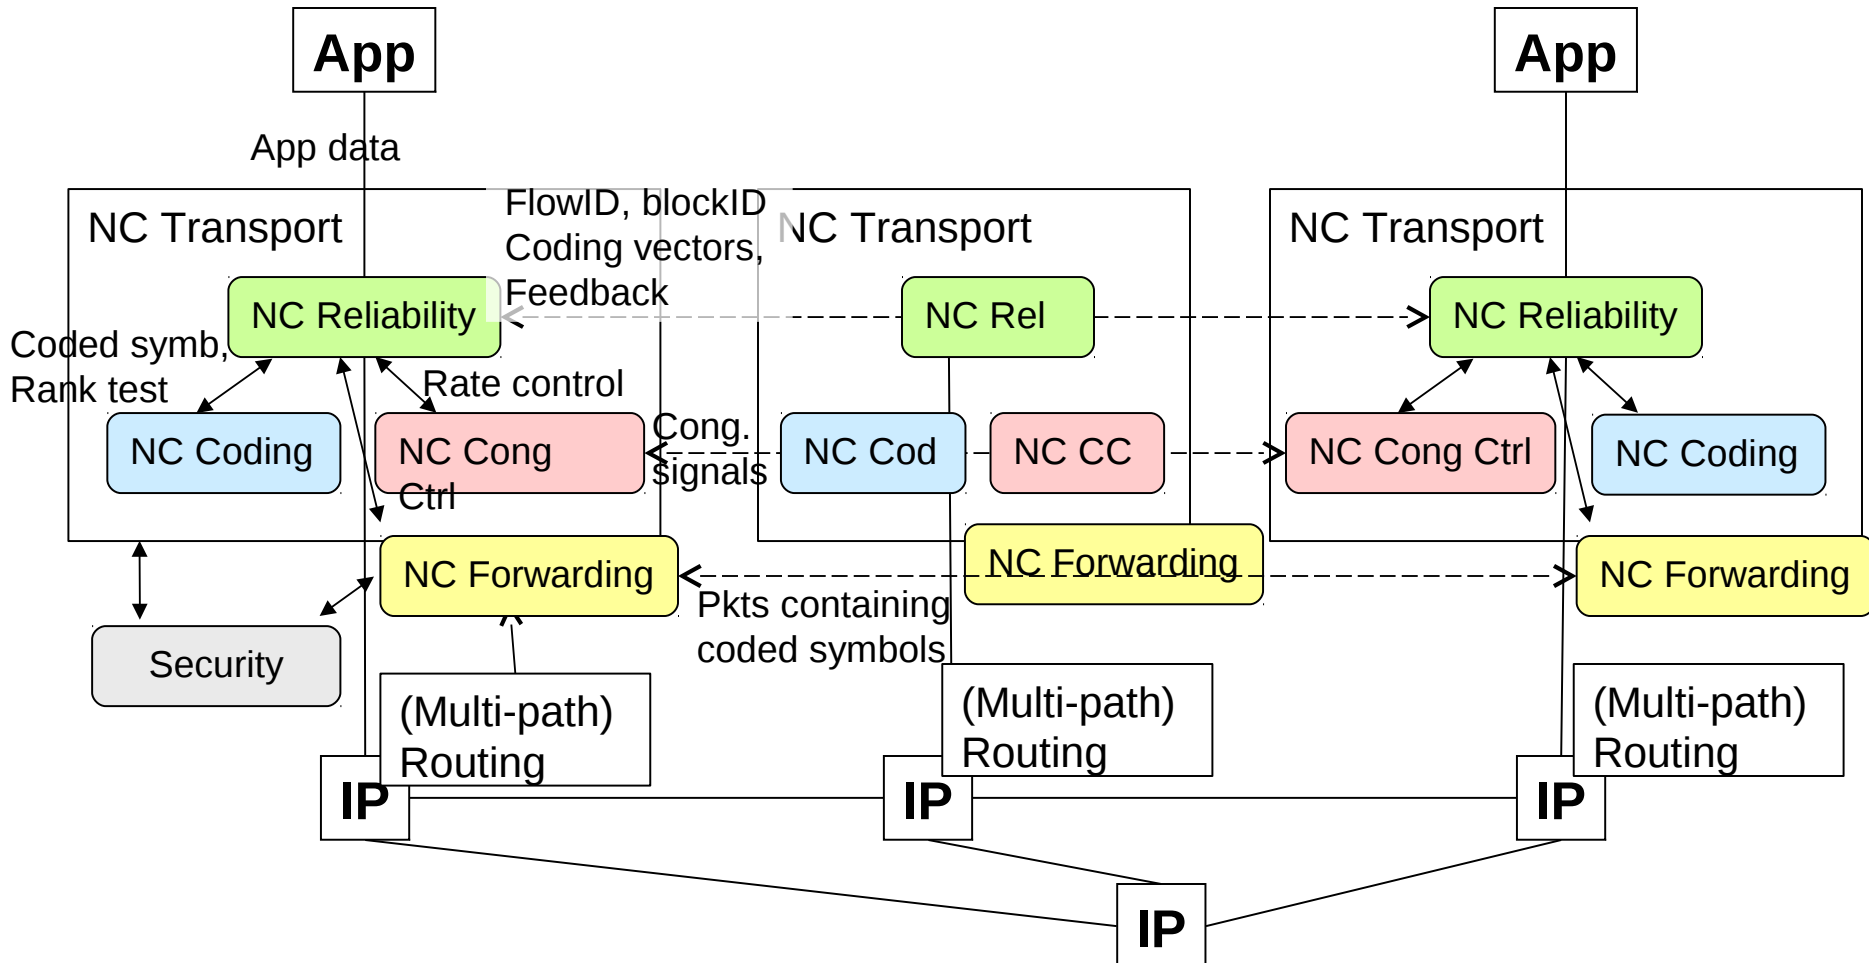 App
App
App data
FlowID, blockID
Coding vectors,
Feedback
NC Transport
NC Transport
NC Transport
NC Reliability
NC Rel
NC Reliability
Coded symb,
Rank test
Rate control
Cong.
signals
NC Coding
NC Cong
Ctrl
NC Cod
NC CC
NC Cong Ctrl
NC Coding
NC Forwarding
NC Forwarding
NC Forwarding
Pkts containing
coded symbols
Security
(Multi-path)
Routing
(Multi-path)
Routing
(Multi-path)
Routing
IP
IP
IP
IP